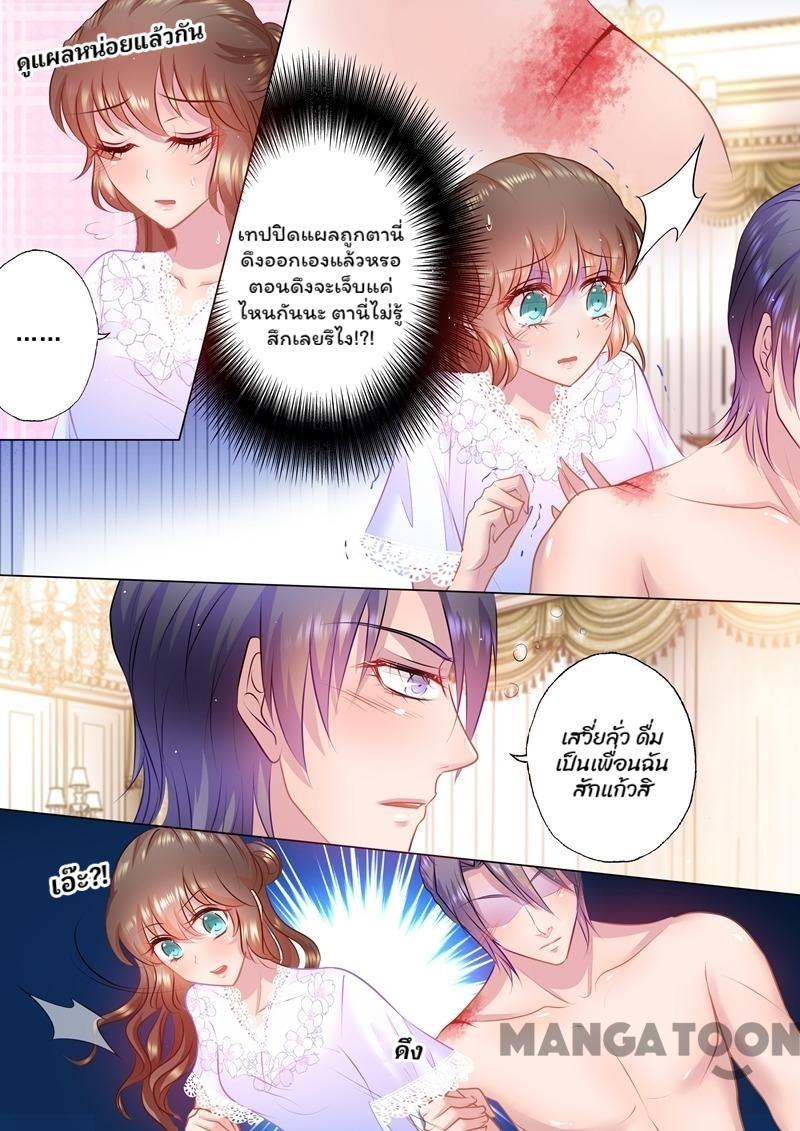 ดูแผลหน่อยแล้วกัน
……
เทปปิดแผลถูกตานี่
ดึงออกเองแล้วหรอ
ตอนดึงจะเจ็บแค่
ไหนกันนะ ตานี่ไม่รู้
สึกเลยริไง!?!
เสวี่ยลั่ว ดื่ม
เป็นเพื่อนฉัน
สักแก้วสิ
เอ๊ะ?!
ดึง
MANGATOON